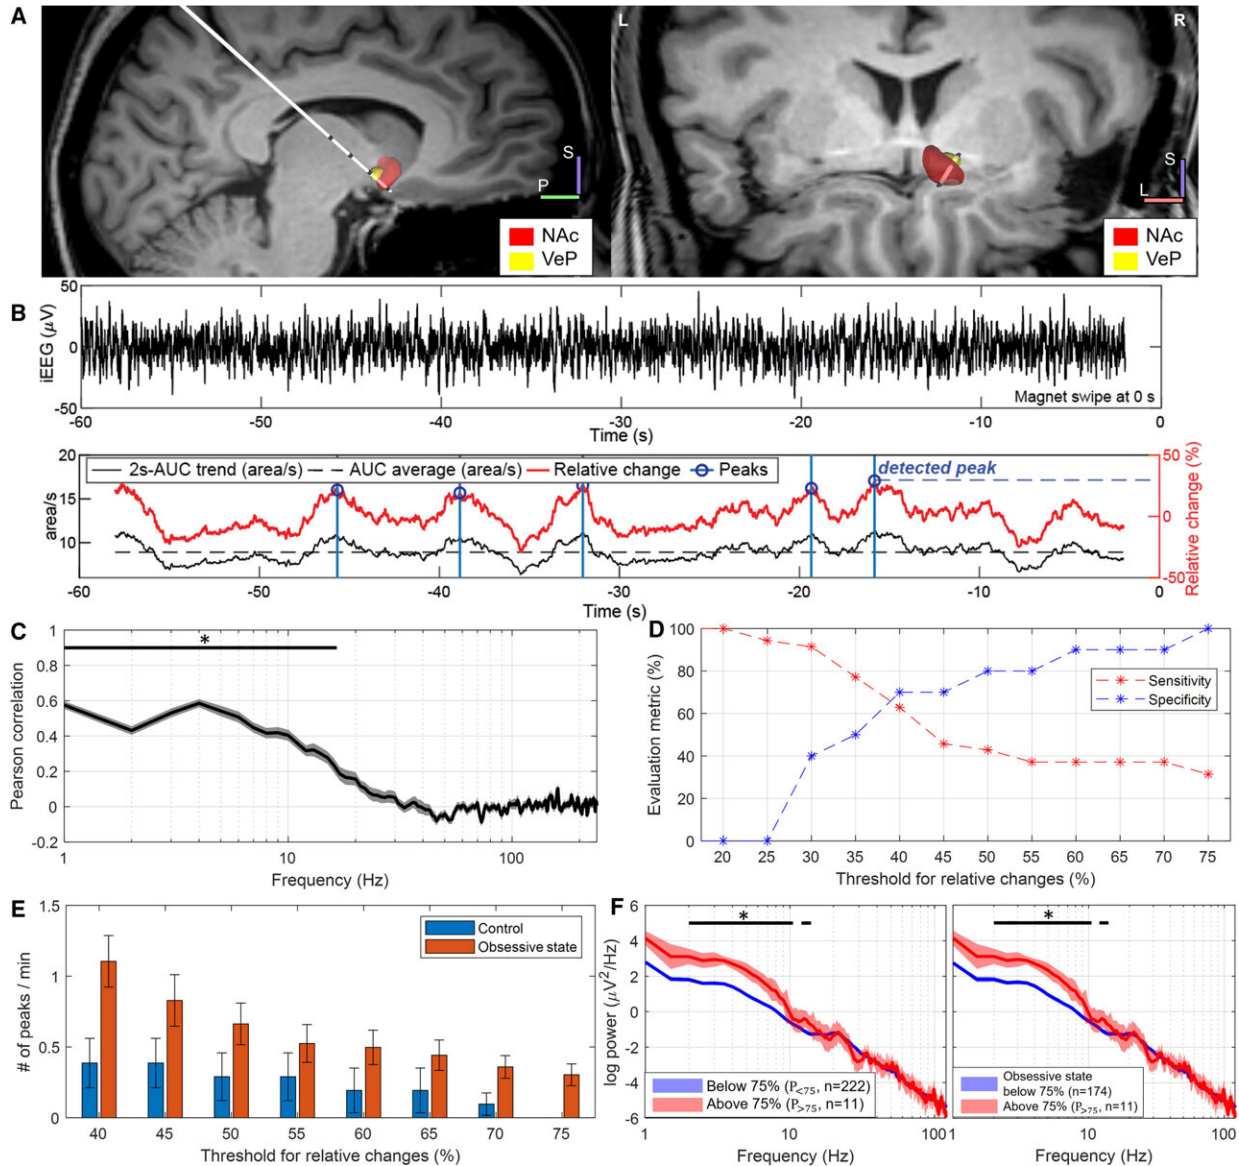 A
L
R
S
P
S
L
NAc
VeP
NAc
VeP
B
iEEG (μV)
50
0
-50
Magnet swipe at 0 s
-60 -50 -40 -30 -20 -10 0
Time (s)
area/s
20
15
10
2s-AUC trend (area/s) AUC average (area/s) Relative change Peaks
detected peak
50
0
-50
Relative change (%)
-60 -50 -40 -30 -20 -10 0
Time (s)
C
Pearson correlation
1
0.8
0.6
0.4
0.2
0
-0.2
*
1 10 100
Frequency (Hz)
D
Evaluation metric (%)
100
80
60
40
20
0
Sensitivity
Specificity
20 25 30 35 40 45 50 55 60 65 70 75
Threshold for relative changes (%)
E
# of peaks / min
1.5
1
0.5
0
Control
Obsessive state
40 45 50 55 60 65 70 75
Threshold for relative changes (%)
F
log power (μV²/Hz)
6
4
2
0
-2
-4
-6
*
Below 75% (P<75, n=222)
Above 75% (P>75, n=11)
1 10 100
Frequency (Hz)
*
Obsessive state
below 75% (n=174)
Above 75% (P>75, n=11)
1 10 100
Frequency (Hz)